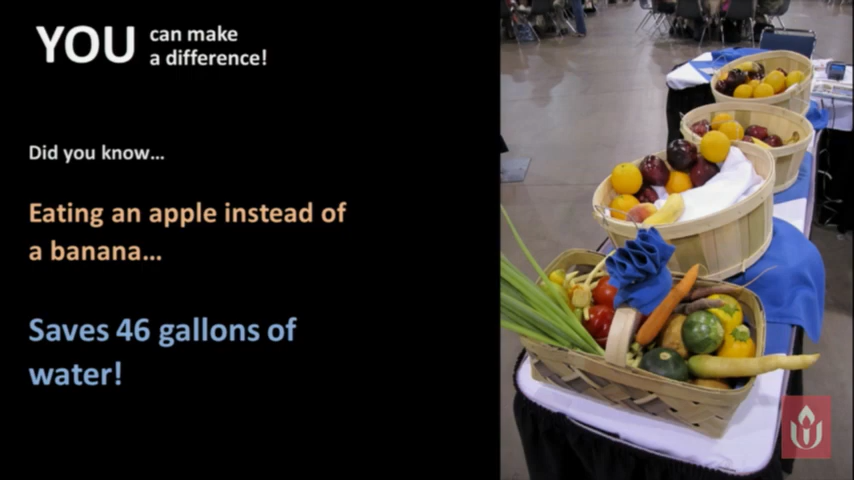 YOU can make
a difference!
Did you know...
Eating an apple instead of
a banana...
Saves 46 gallons of
water!